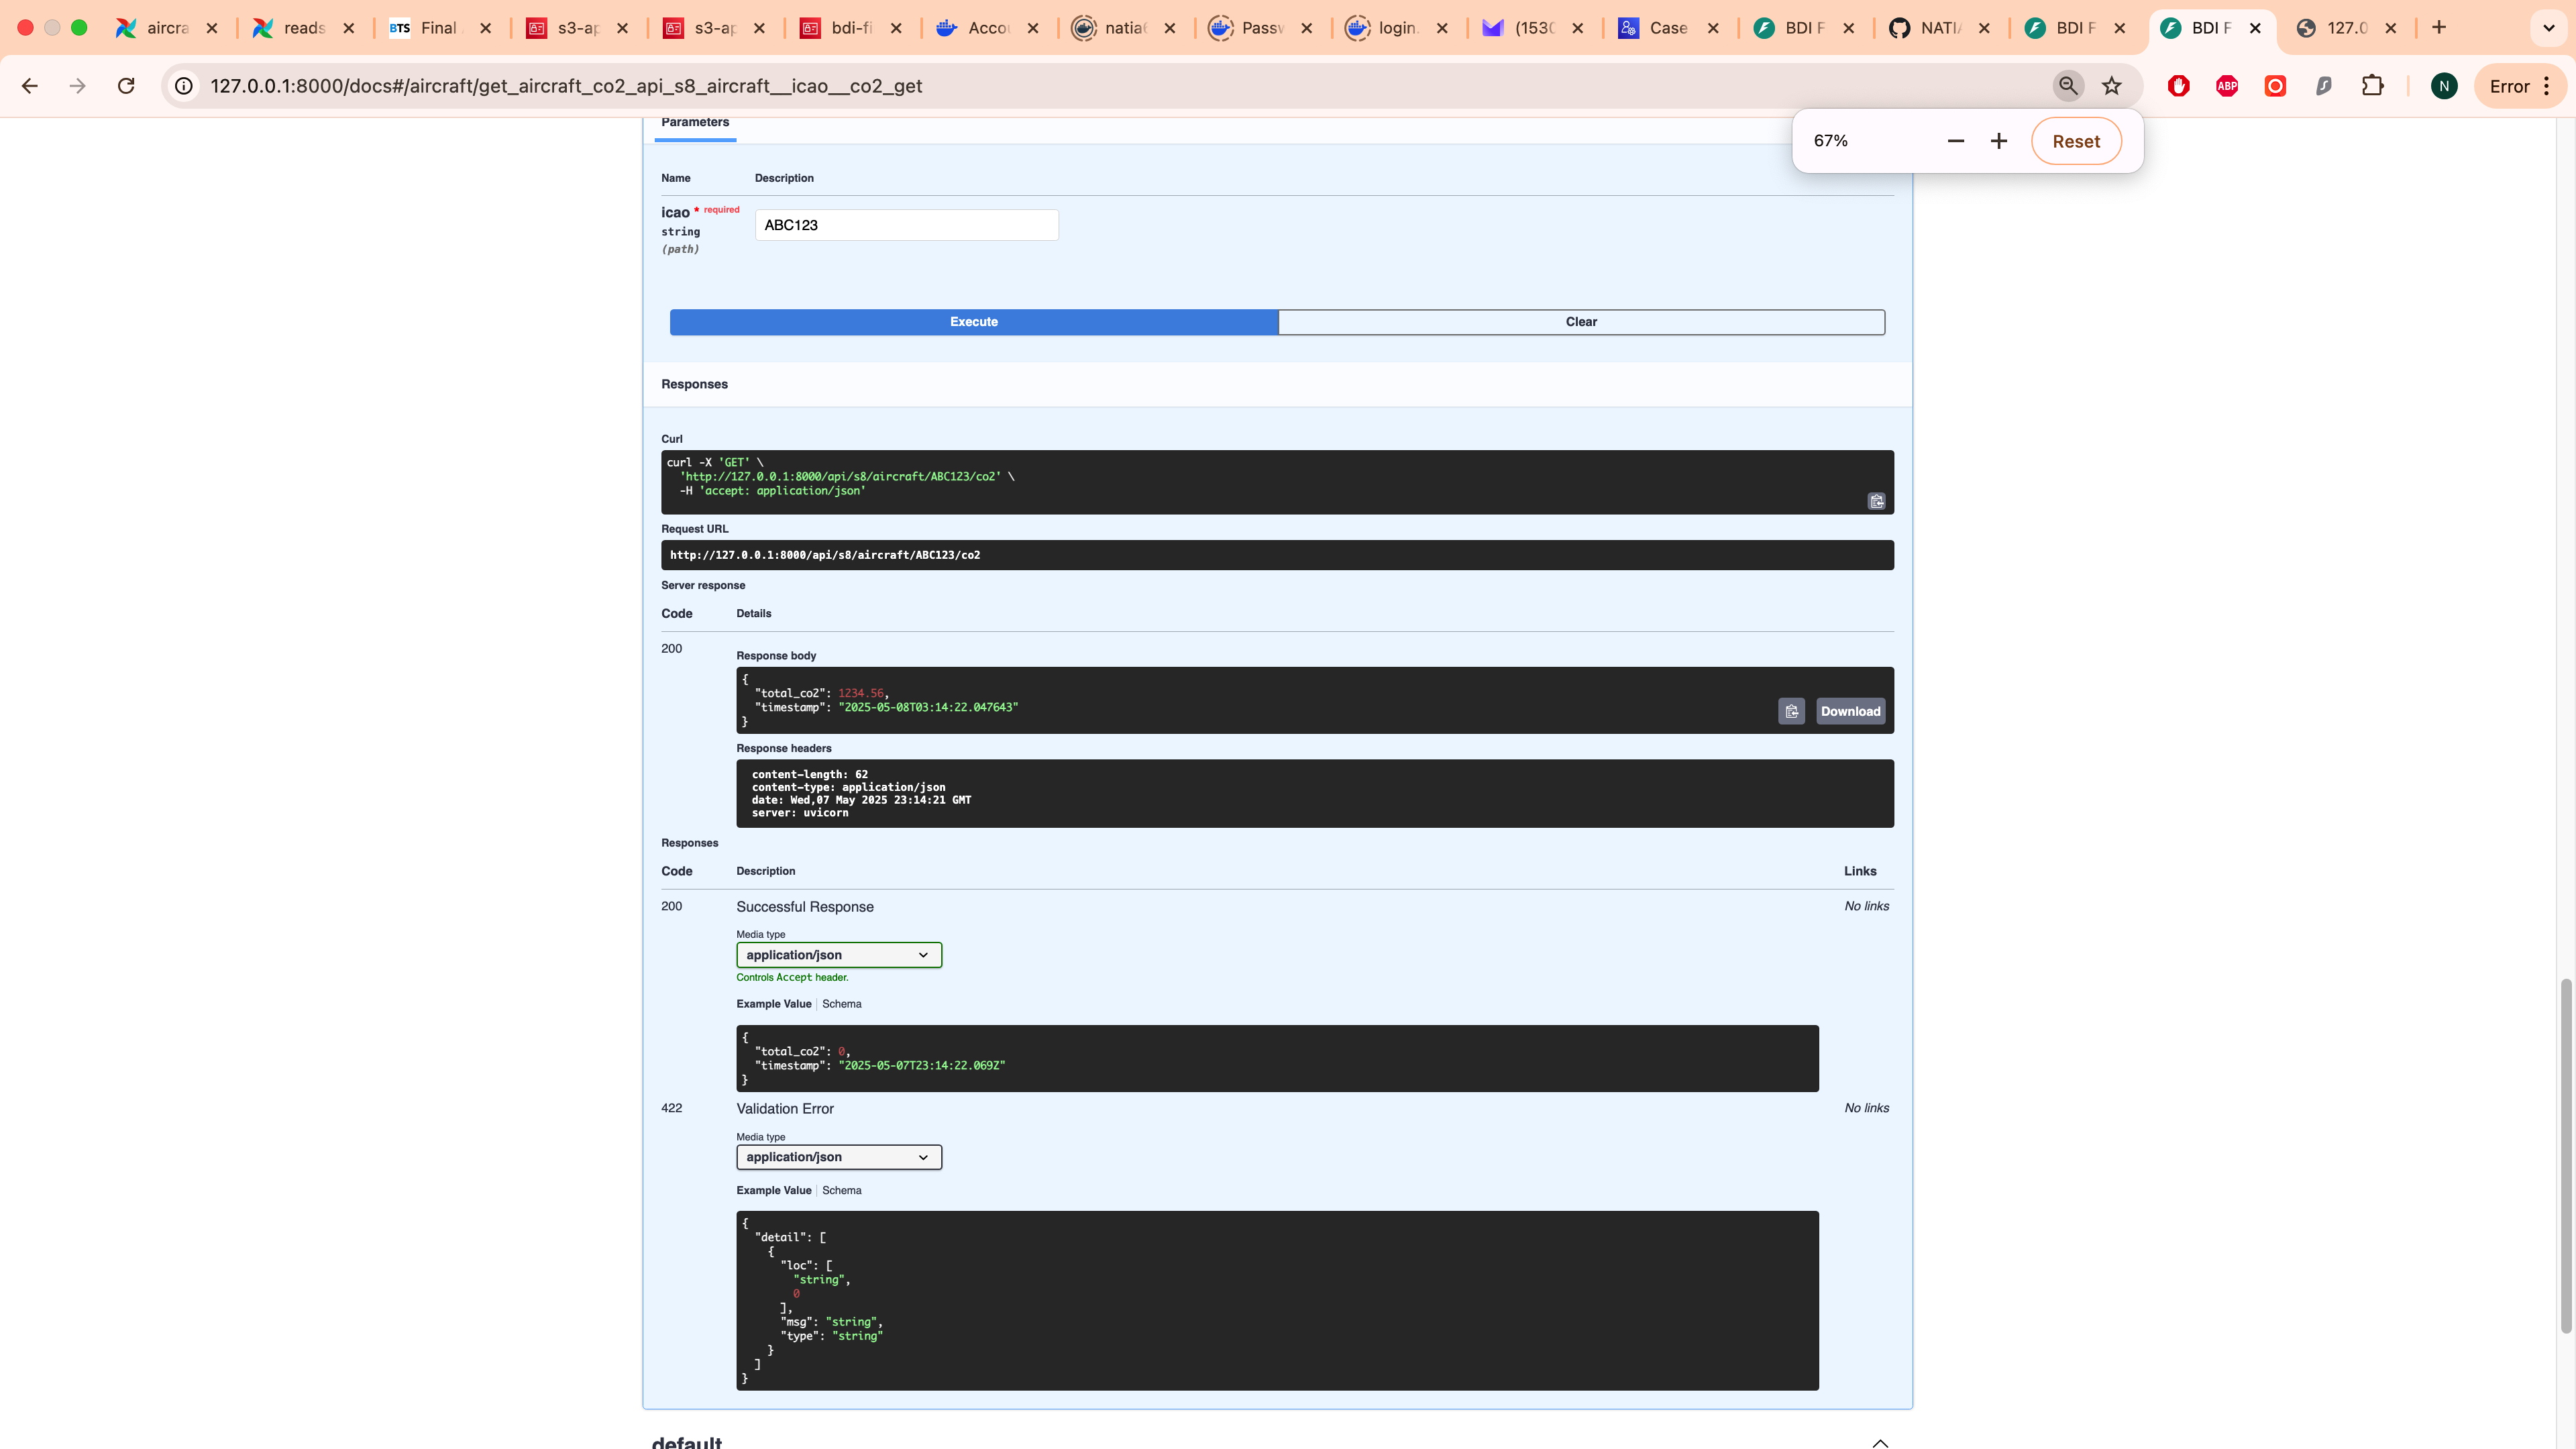 aircra
reads
BTS Final
s3-ap
s3-ap
bdi-fi
Accou
natia
Passw
login.
(1530
Case
BDI F
NATI
BDI F
BDI F
127.0
127.0.0.1:8000/docs#/aircraft/get_aircraft_co2_api_s8_aircraft__icao__co2_get
ABP
N
Error
67%
Reset
Parameters
Name Description
icao * required
string
(path)
ABC123
Execute Clear
Responses
Curl
curl -X 'GET' \
'http://127.0.0.1:8000/api/s8/aircraft/ABC123/co2' \
-H 'accept: application/json'
Request URL
http://127.0.0.1:8000/api/s8/aircraft/ABC123/co2
Server response
Code Details
200
Response body
{
"total_co2": 1234.56,
"timestamp": "2025-05-08T03:14:22.047643"
}
Download
Response headers
content-length: 62
content-type: application/json
date: Wed,07 May 2025 23:14:21 GMT
server: uvicorn
Responses
Code Description Links
200 Successful Response No links
Media type
application/json
Controls Accept header.
Example Value Schema
{
"total_co2": 0,
"timestamp": "2025-05-07T23:14:22.069Z"
}
422 Validation Error No links
Media type
application/json
Example Value Schema
{
"detail": [
{
"loc": [
"string",
0
],
"msg": "string",
"type": "string"
}
]
}
default